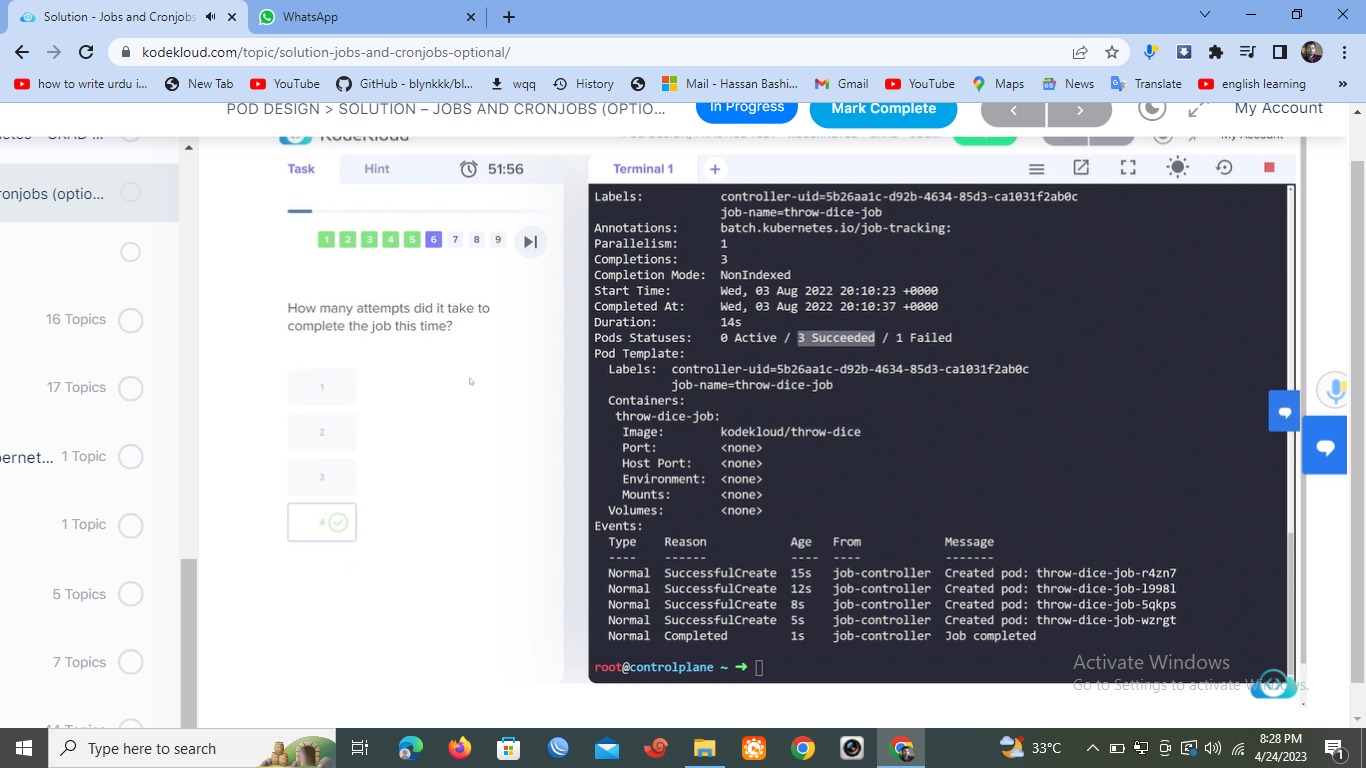 Solution - Jobs and Cronjobs
WhatsApp
kodekloud.com/topic/solution-jobs-and-cronjobs-optional/
how to write urdu i...
New Tab
YouTube
GitHub - blyrkkk/li...
wqq
History
Mail - Hassan Bashi...
Gmail
YouTube
Maps
News
Translate
english learning
»
POD DESIGN > SOLUTION – JOBS AND CRONJOBS (OPTIO...
In Progress
Mark Complete
<
>
My Account
KodeKloud
My Account
ronjobs (optio...
16 Topics
17 Topics
ernet... 1 Topic
1 Topic
5 Topics
7 Topics
Task
Hint
51:56
1 2 3 4 5 6 7 8 9
How many attempts did it take to
complete the job this time?
1
2
3
4
Terminal 1
+
Labels: controller-uid=5b26aa1c-d92b-4634-85d3-ca1031f2ab0c
job-name=throw-dice-job
Annotations: batch.kubernetes.io/job-tracking:
Parallelism: 1
Completions: 3
Completion Mode: NonIndexed
Start Time: Wed, 03 Aug 2022 20:10:23 +0000
Completed At: Wed, 03 Aug 2022 20:10:37 +0000
Duration: 14s
Pods Statuses: 0 Active / 3 Succeeded / 1 Failed
Pod Template:
Labels: controller-uid=5b26aa1c-d92b-4634-85d3-ca1031f2ab0c
job-name=throw-dice-job
Containers:
throw-dice-job:
Image: kodekloud/throw-dice
Port: <none>
Host Port: <none>
Environment: <none>
Mounts: <none>
Volumes: <none>
Events:
Type Reason Age From Message
---- ------ ---- ---- -------
Normal SuccessfulCreate 15s job-controller Created pod: throw-dice-job-r4zn7
Normal SuccessfulCreate 12s job-controller Created pod: throw-dice-job-l998l
Normal SuccessfulCreate 8s job-controller Created pod: throw-dice-job-5qkps
Normal SuccessfulCreate 5s job-controller Created pod: throw-dice-job-wzrgt
Normal Completed 1s job-controller Job completed
root@controlplane ~ ➜
Activate Windows
Go to Settings to activate Windows.
Type here to search
33°C
8:28 PM
4/24/2023
1